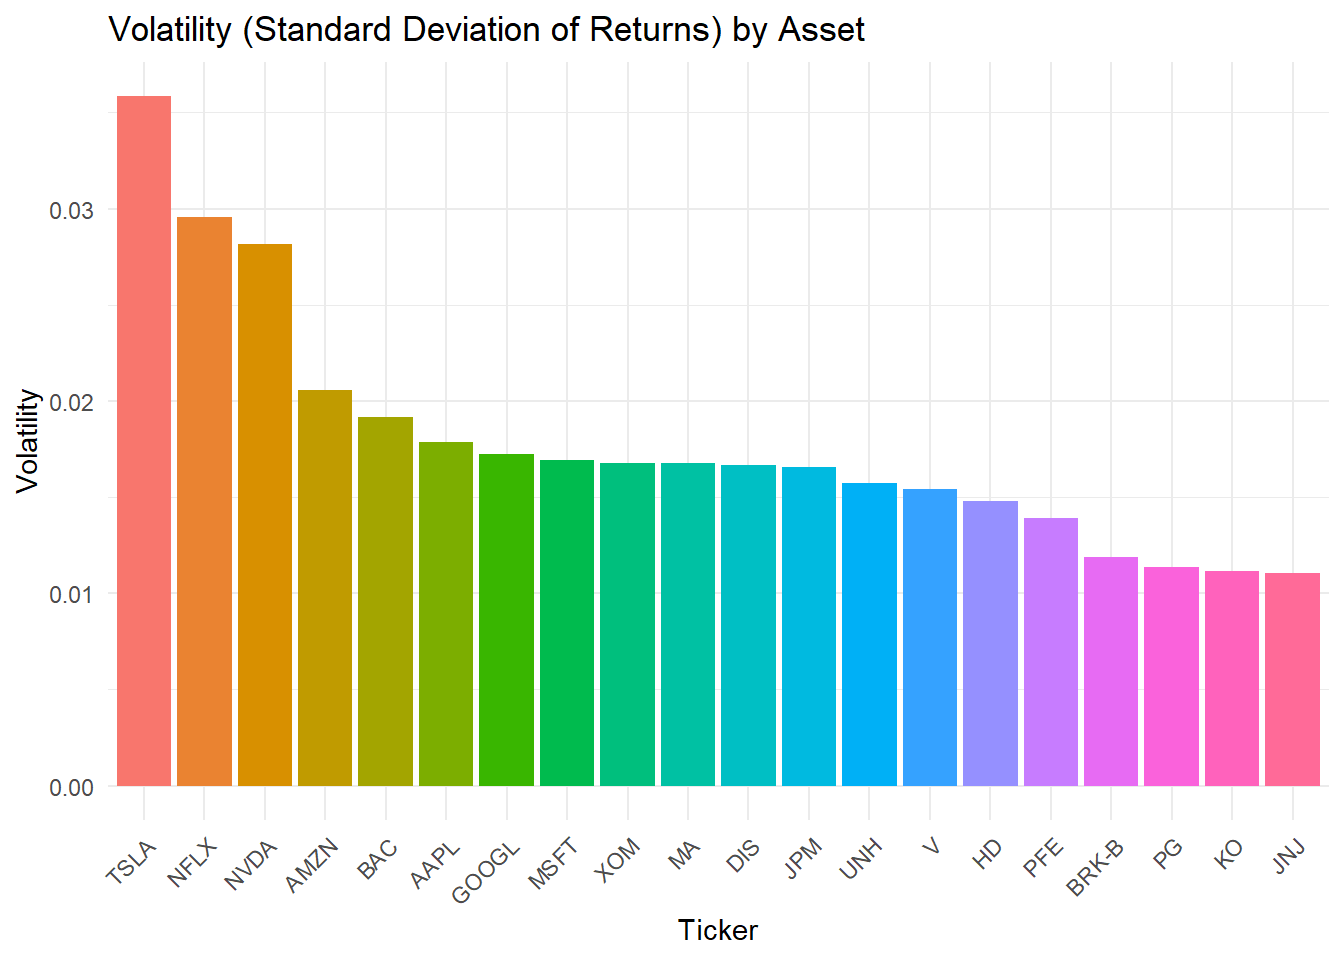 Volatility (Standard Deviation of Returns) by Asset
Volatility
0.03
0.02
0.01
0.00
TSLA
NFLX
NVDA
AMZN
BAC
AAPL
GOOGL
MSFT
XOM
MA
DIS
JPM
UNH
V
HD
PFE
BRK-B
PG
KO
JNJ
Ticker